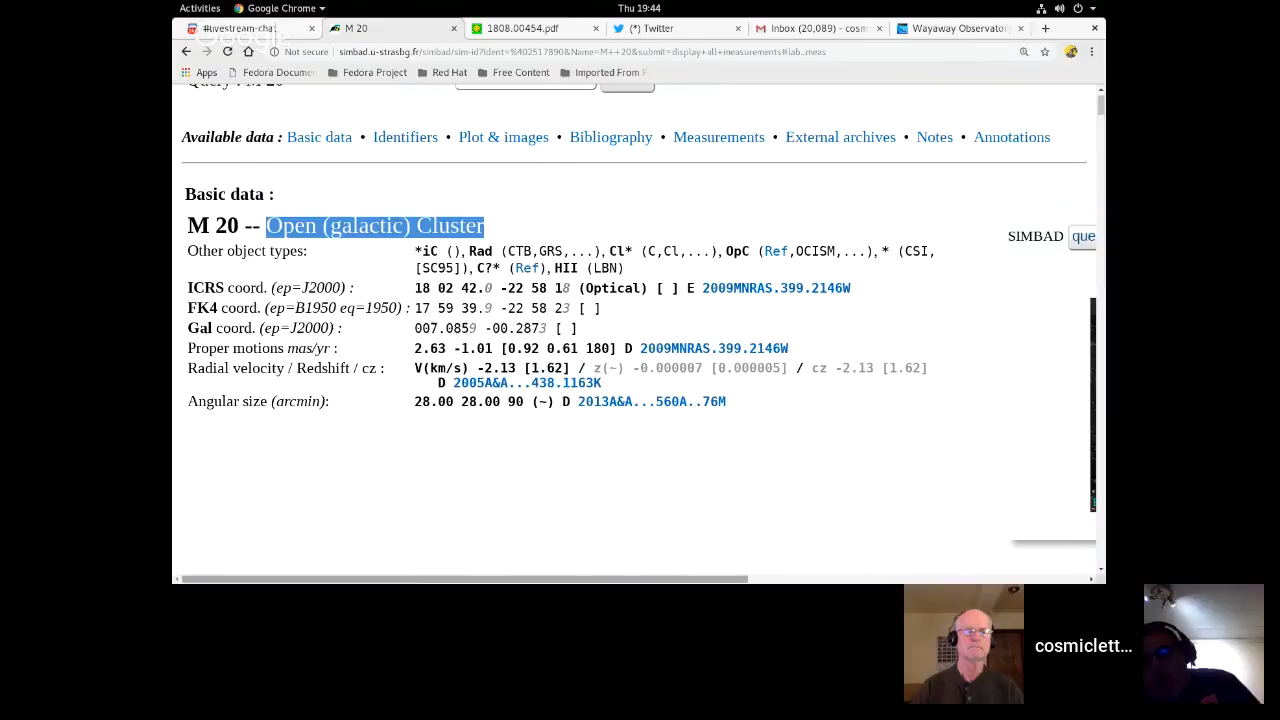 Activities Google Chrome ▾ Thu 19:44
#livestream-chat × M 20 × 1808.00454.pdf × (*) Twitter × Inbox (20,089) - cosm × Wayaway Observator × + ×
Google
Not secure simbad.u-strasbg.fr/simbad/sim-id?Ident=%402517890&Name=M++20&submit=display+all+measurements#lab_meas
Apps Fedora Docume Fedora Project Red Hat Free Content Imported From
Query : M 20
Available data : Basic data • Identifiers • Plot & images • Bibliography • Measurements • External archives • Notes • Annotations
Basic data :
M 20 -- Open (galactic) Cluster
SIMBAD que
Other object types: *iC (), Rad (CTB,GRS,...), Cl* (C,Cl,...), OpC (Ref,OCISM,...), * (CSI,
[SC95]), C?* (Ref), HII (LBN)
ICRS coord. (ep=J2000) : 18 02 42.0 -22 58 18 (Optical) [ ] E 2009MNRAS.399.2146W
FK4 coord. (ep=B1950 eq=1950) : 17 59 39.9 -22 58 23 [ ]
Gal coord. (ep=J2000) : 007.0859 -00.2873 [ ]
Proper motions mas/yr : 2.63 -1.01 [0.92 0.61 180] D 2009MNRAS.399.2146W
Radial velocity / Redshift / cz : V(km/s) -2.13 [1.62] / z(~) -0.000007 [0.000005] / cz -2.13 [1.62]
D 2005A&A...438.1163K
Angular size (arcmin): 28.00 28.00 90 (~) D 2013A&A...560A..76M
cosmiclett...